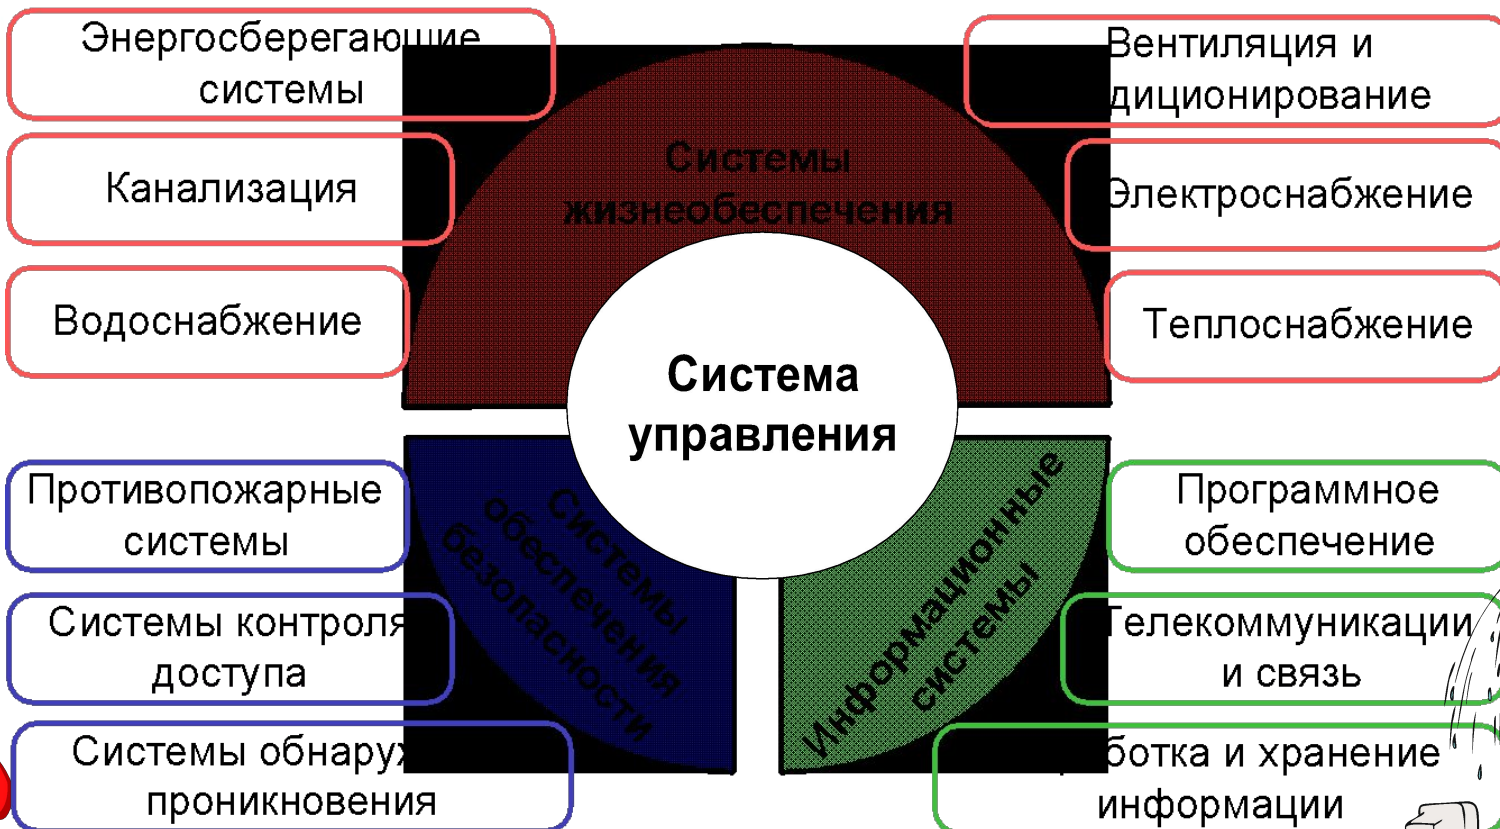 Энергосберегающие
системы
Канализация
Водоснабжение
Вентиляция и
диционирование
Электроснабжение
Теплоснабжение
Системы
жизнеобеспечения
Система
управления
Противопожарные
системы
Системы контроля
доступа
Системы обнаруж
проникновения
Системы
обеспечения
безопасности
Информационные
системы
Программное
обеспечение
Телекоммуникации
и связь
ботка и хранение
информации